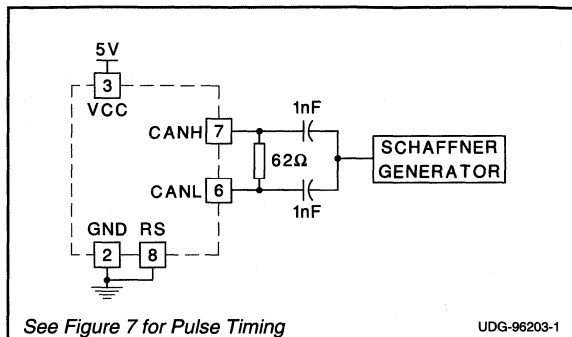 5V
3
VCC
CANH
7
1nF
62Ω
SCHAFFNER
GENERATOR
CANL
6
1nF
GND RS
2 8
See Figure 7 for Pulse Timing
UDG-96203-1